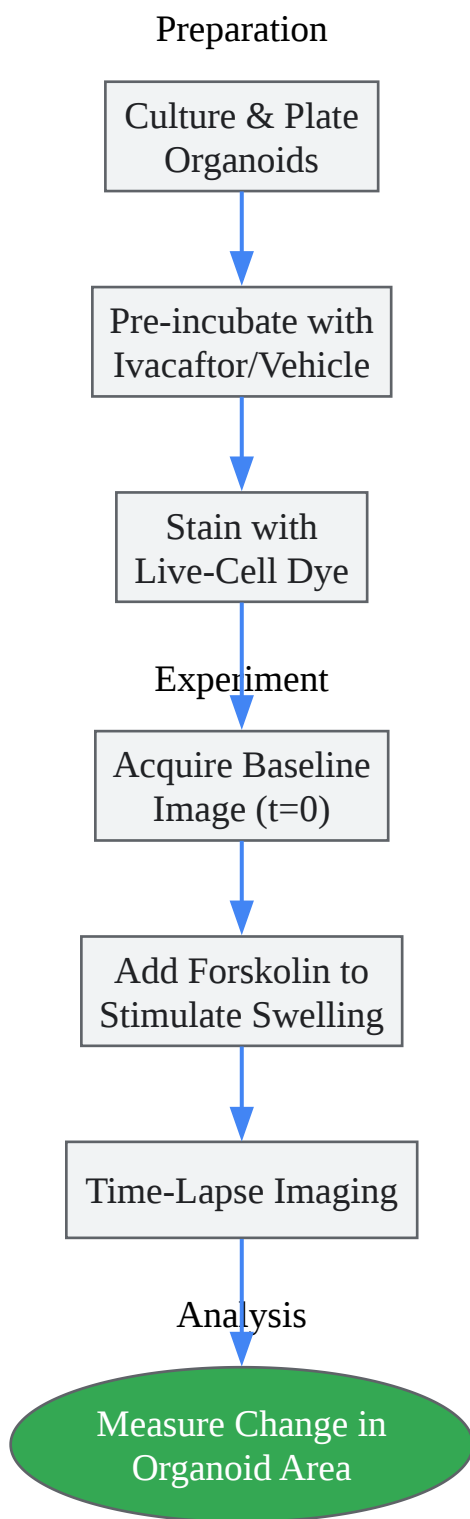 Preparation
Culture & Plate
Organoids
Pre-incubate with
Ivacaftor/Vehicle
Stain with
Live-Cell Dye
Experiment
Acquire Baseline
Image (t=0)
Add Forskolin to
Stimulate Swelling
Time-Lapse Imaging
Analysis
Measure Change in
Organoid Area